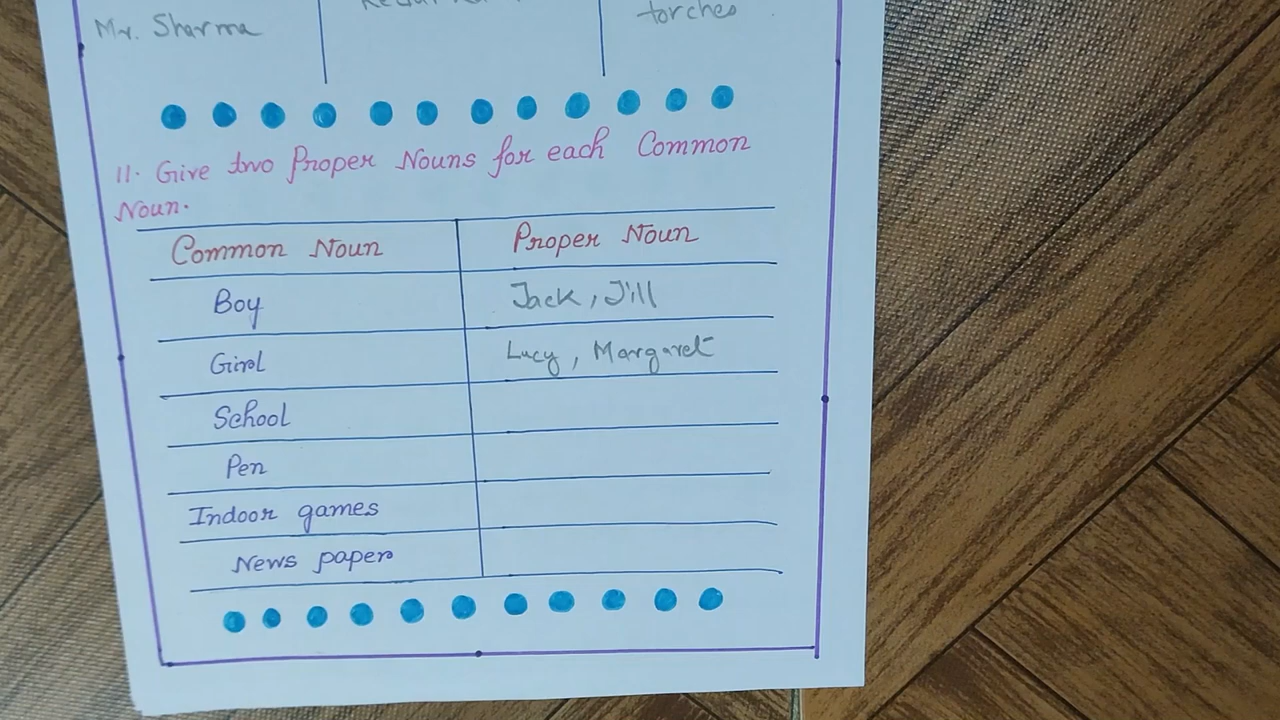 Mr. Sharma
torches
11. Give two Proper Nouns for each Common
Noun.
Common Noun Proper Noun
Boy Jack, Jill
Girl Lucy, Margaret
School
Pen
Indoor games
News paper